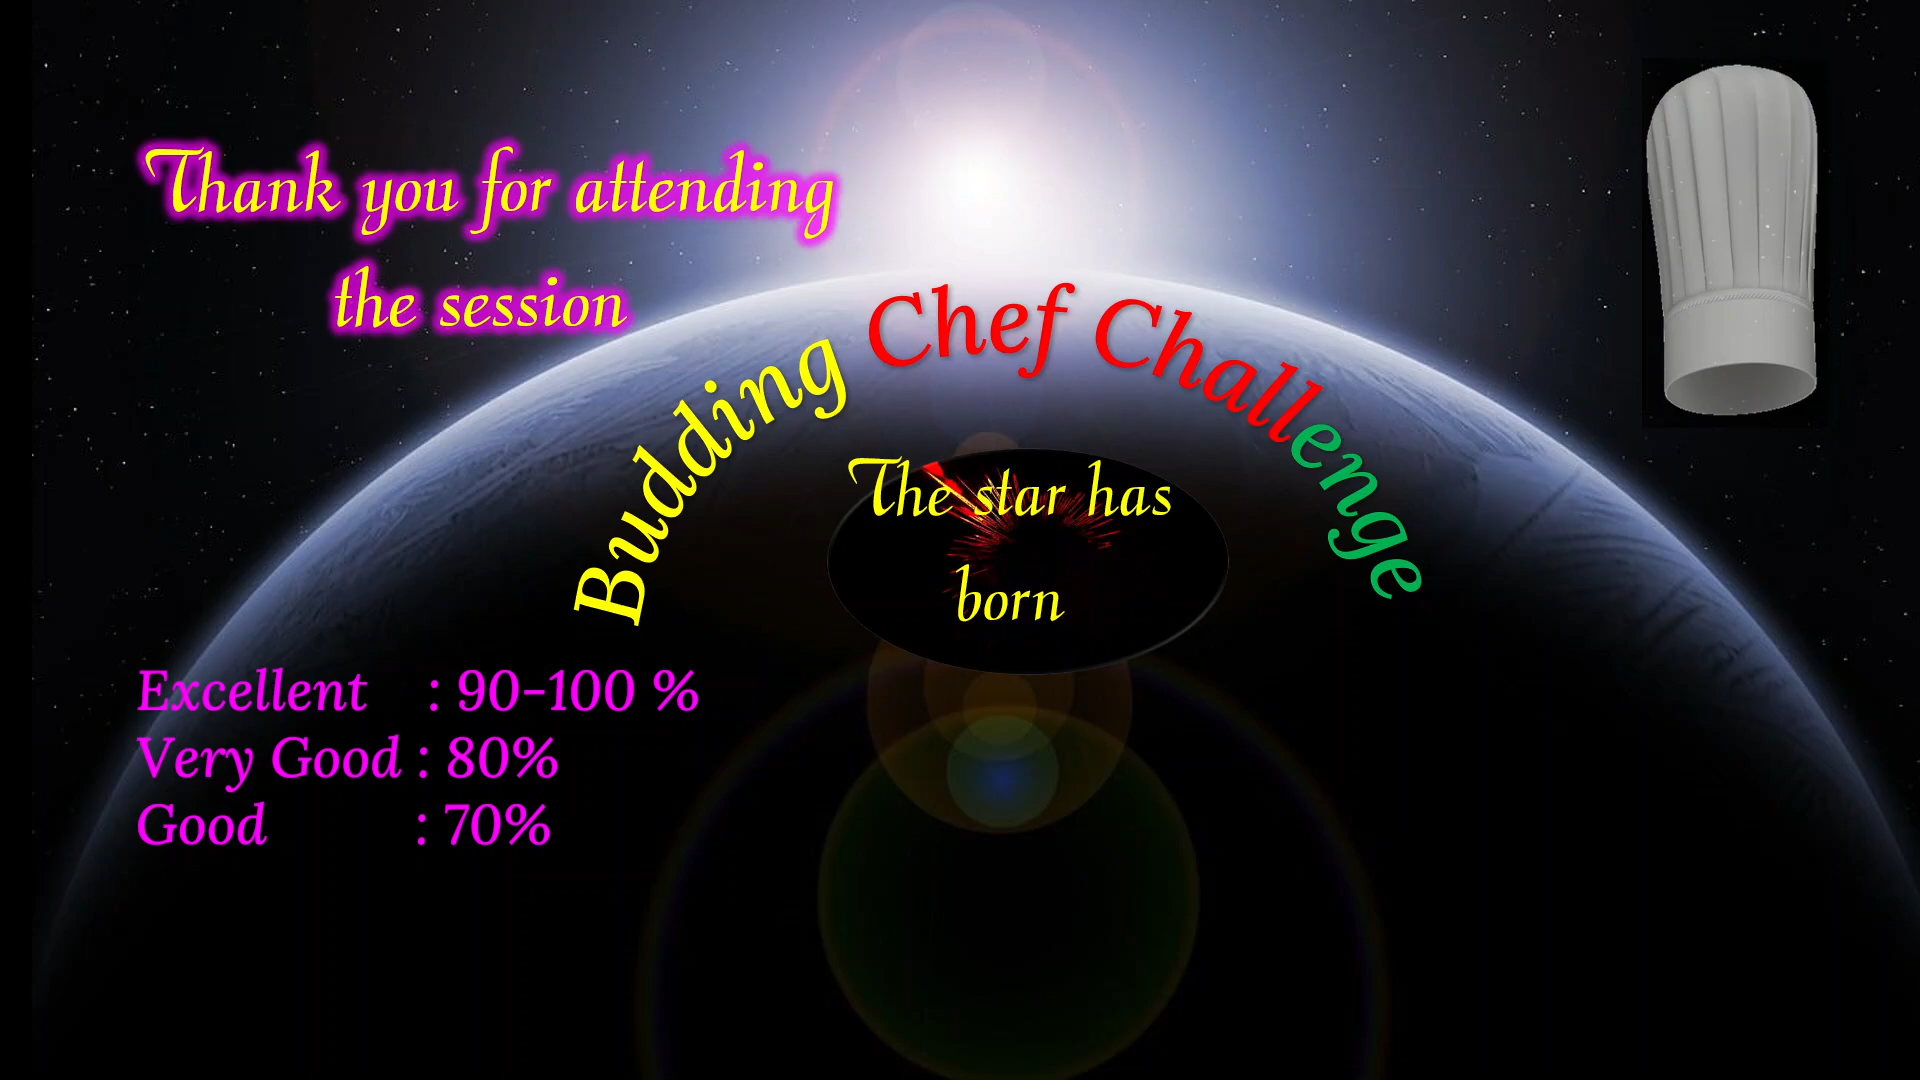 Thank you for attending
the session
Budding Chef Challenge
The star has
born
Excellent : 90-100 %
Very Good : 80%
Good : 70%